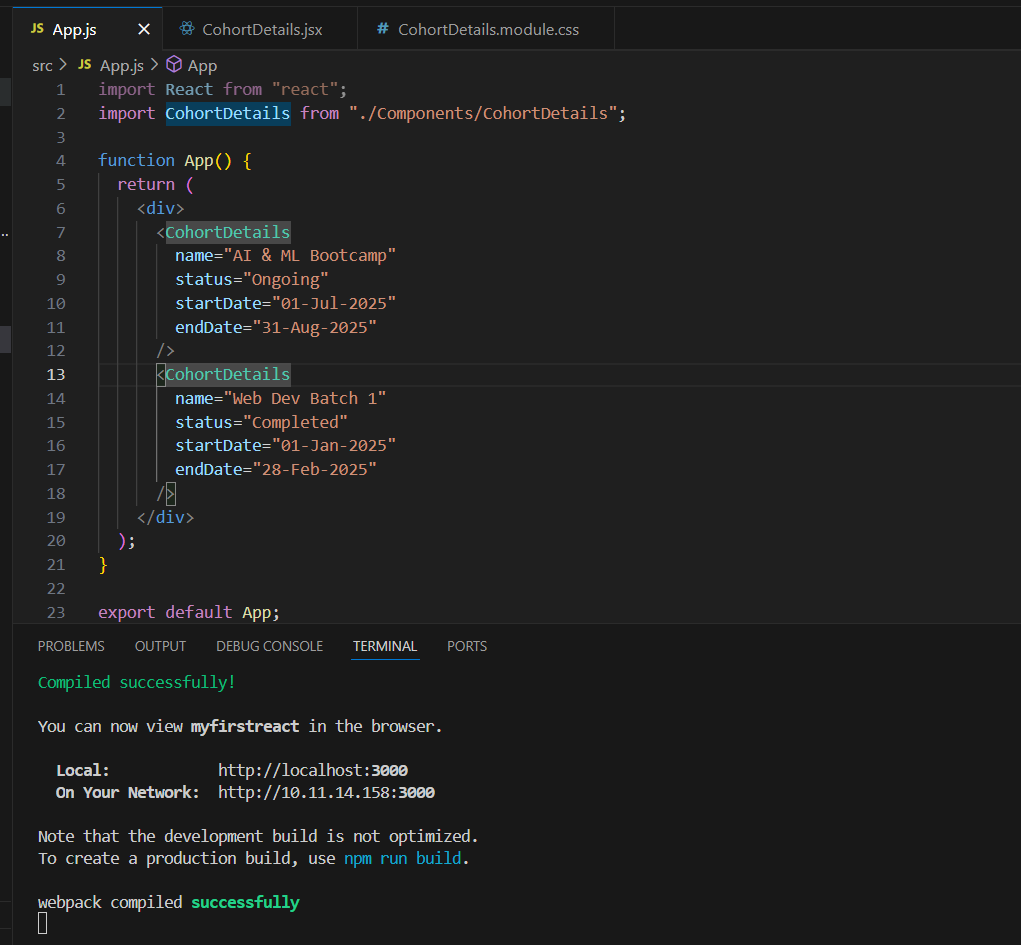 JS App.js × CohortDetails.jsx # CohortDetails.module.css
src > JS App.js > App
1 import React from "react";
2 import CohortDetails from "./Components/CohortDetails";
3
4 function App() {
5 return (
6 <div>
7 <CohortDetails
8 name="AI & ML Bootcamp"
9 status="Ongoing"
10 startDate="01-Jul-2025"
11 endDate="31-Aug-2025"
12 />
13 <CohortDetails
14 name="Web Dev Batch 1"
15 status="Completed"
16 startDate="01-Jan-2025"
17 endDate="28-Feb-2025"
18 />
19 </div>
20 );
21 }
22
23 export default App;
PROBLEMS OUTPUT DEBUG CONSOLE TERMINAL PORTS
Compiled successfully!
You can now view myfirstreact in the browser.
Local: http://localhost:3000
On Your Network: http://10.11.14.158:3000
Note that the development build is not optimized.
To create a production build, use npm run build.
webpack compiled successfully